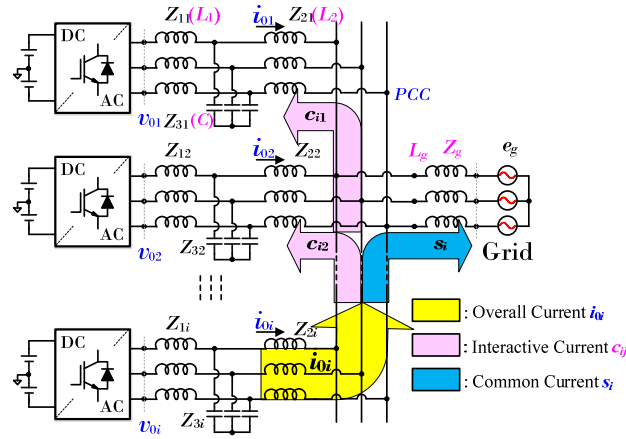 Z11(L1) i01 Z21(L2)
DC
AC
PCC
v01 Z31(C)
ci1
Z12 i02 Z22 Lg Zg eg
DC
AC
v02 Z32
ci2
si
Grid
Z1i i0i Z2i
DC
AC
i0i
v0i Z3i
: Overall Current i0i
: Interactive Current cij
: Common Current si